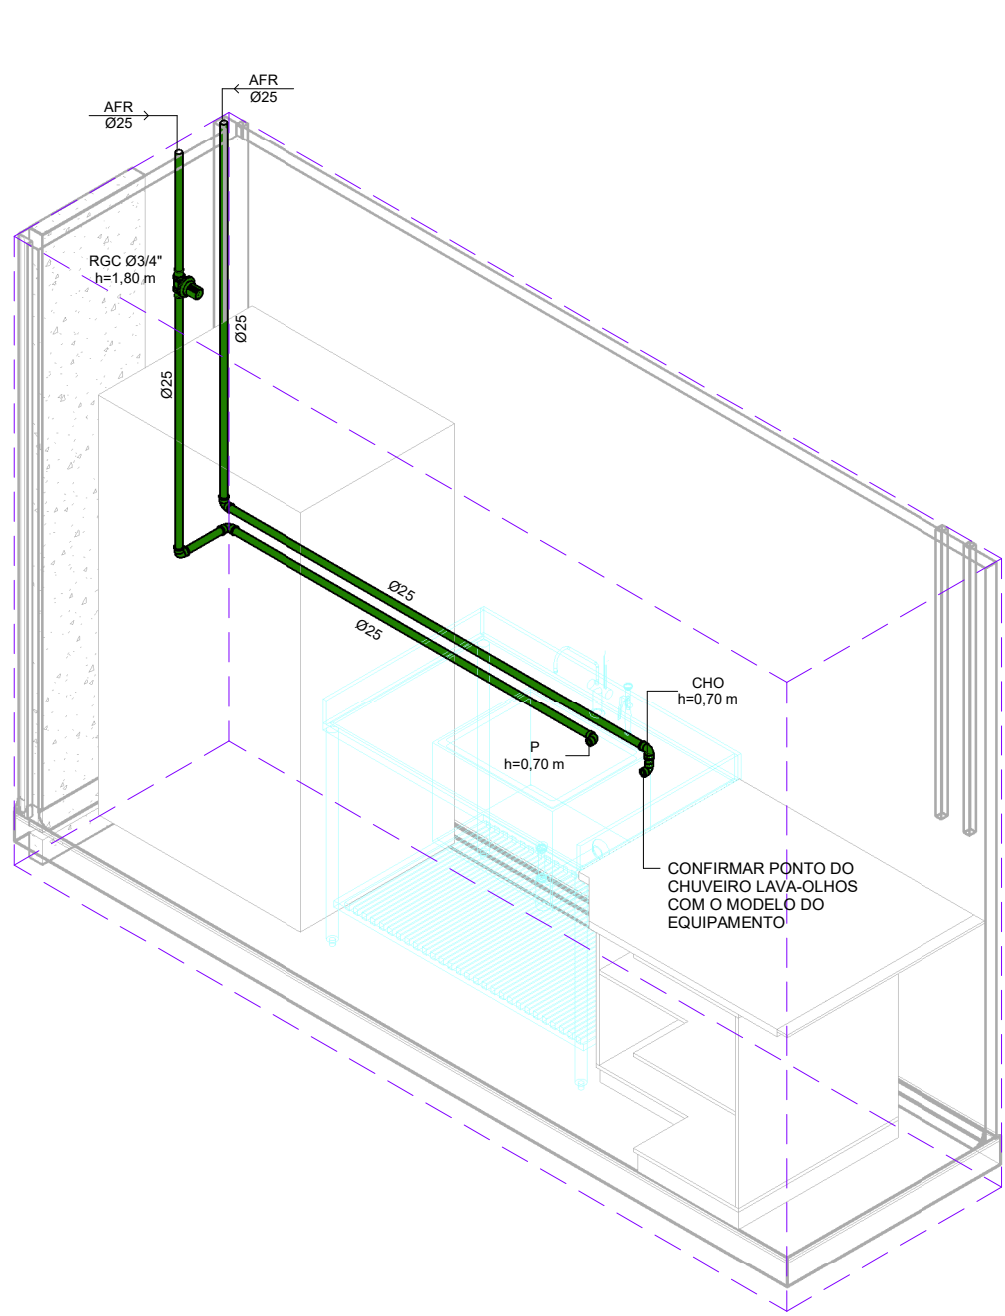 AFR
Ø25
AFR
Ø25
RGC Ø3/4"
h=1,80 m
Ø25
Ø25
Ø25
Ø25
CHO
h=0,70 m
P
h=0,70 m
CONFIRMAR PONTO DO
CHUVEIRO LAVA-OLHOS
COM O MODELO DO
EQUIPAMENTO